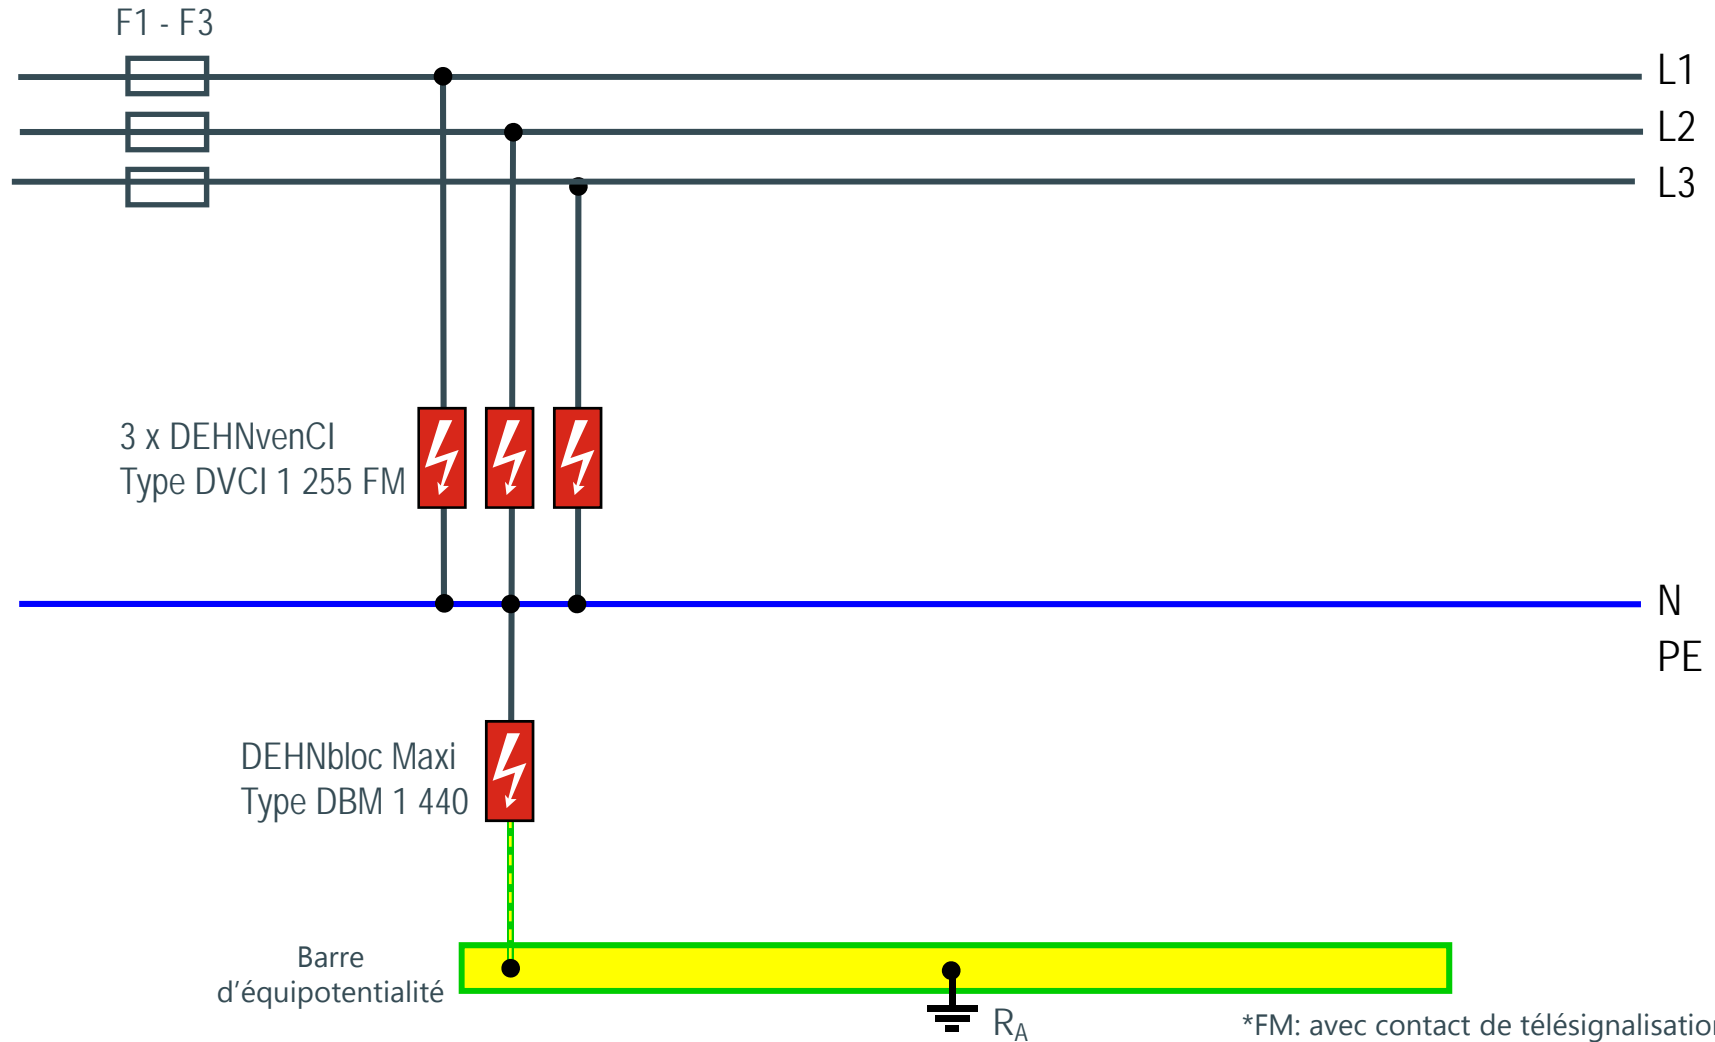 F1 - F3
L1
L2
L3
3 x DEHNvenCI
Type DVCI 1 255 FM
N
PE
DEHNbloc Maxi
Type DBM 1 440
Barre
d’équipotentialité
RA
*FM: avec contact de télésignalisation